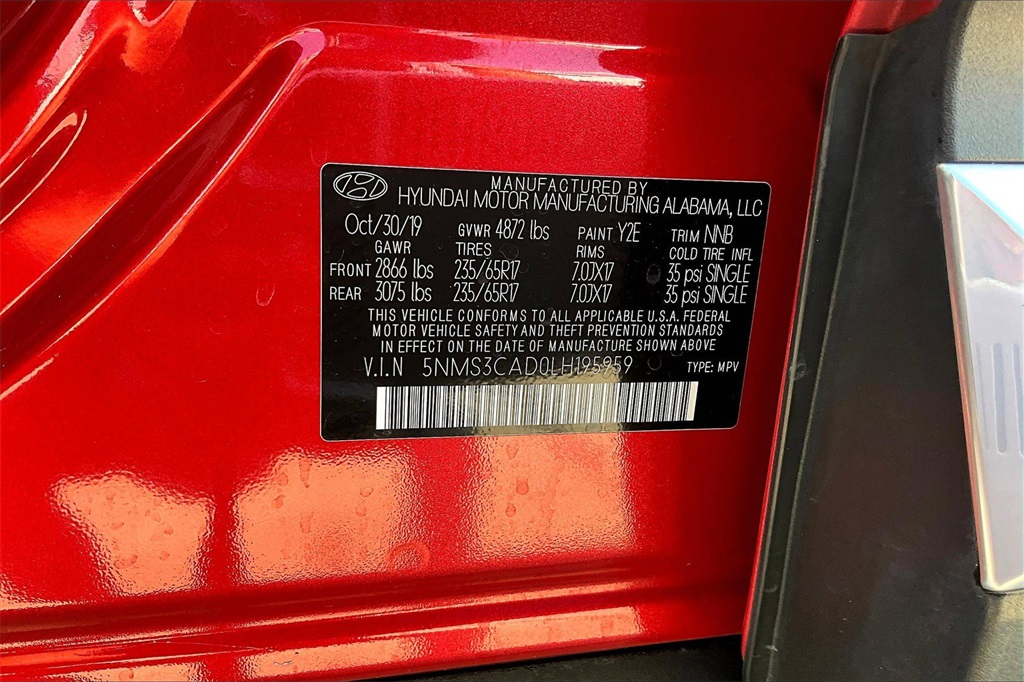 MANUFACTURED BY
HYUNDAI MOTOR MANUFACTURING ALABAMA, LLC
Oct/30/19 GVWR 4872 lbs PAINT Y2E TRIM NNB
GAWR TIRES RIMS COLD TIRE INFL
FRONT 2866 lbs 235/65R17 7.0JX17 35 psi SINGLE
REAR 3075 lbs 235/65R17 7.0JX17 35 psi SINGLE
THIS VEHICLE CONFORMS TO ALL APPLICABLE U.S.A. FEDERAL
MOTOR VEHICLE SAFETY AND THEFT PREVENTION STANDARDS
IN EFFECT ON THE DATE OF MANUFACTURE SHOWN ABOVE
V.I.N 5NMS3CAD0LH195959 TYPE: MPV